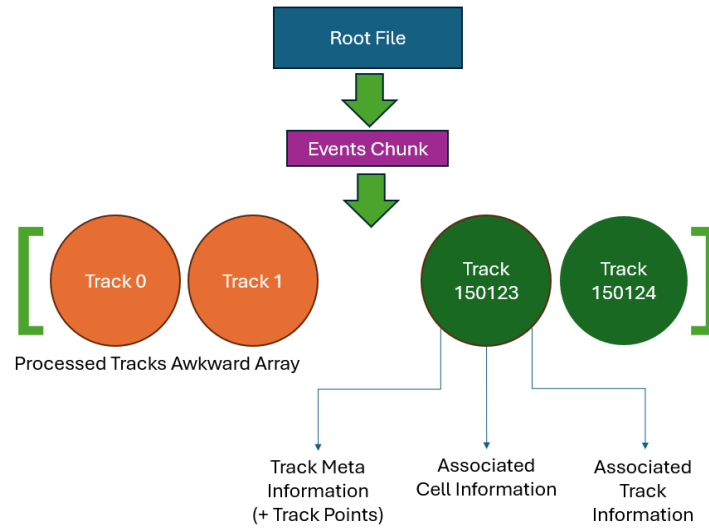 Root File
Events Chunk
Track 0
Track 1
Track
150123
Track
150124
Processed Tracks Awkward Array
Track Meta
Information
(+ Track Points)
Associated
Cell Information
Associated
Track
Information